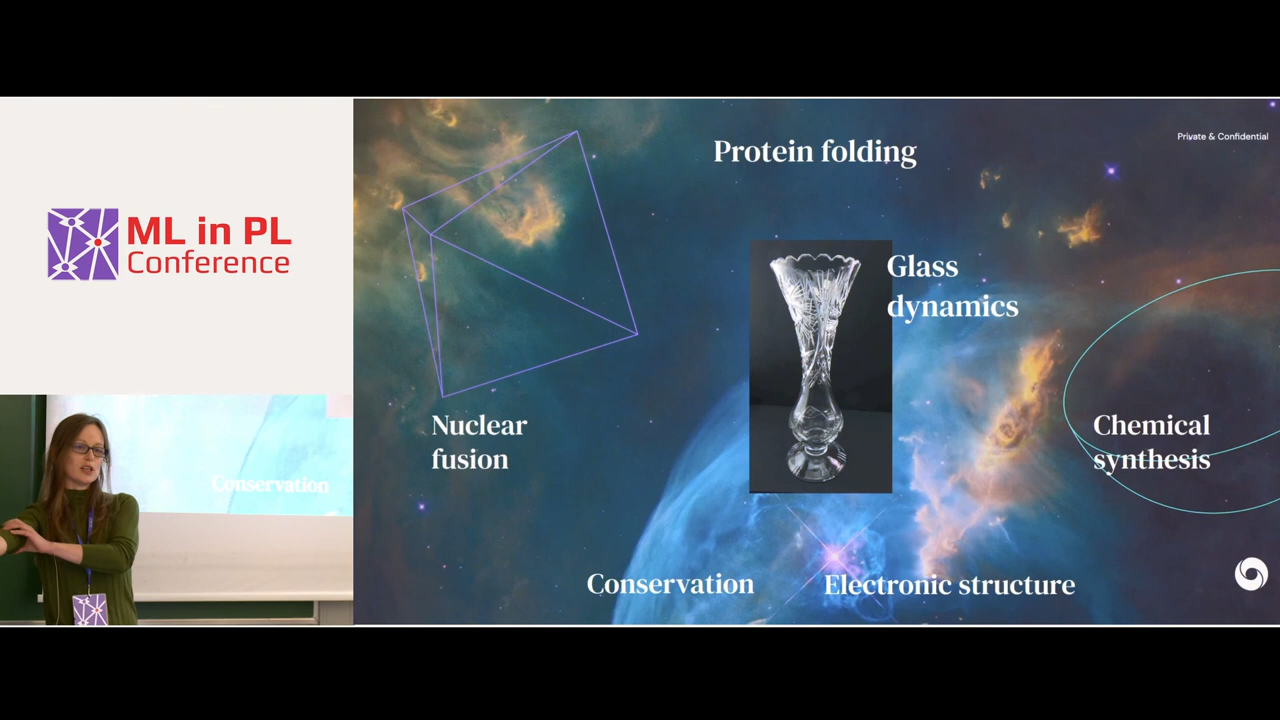 ML in PL
Conference
Private & Confidential
Protein folding
Glass
dynamics
Nuclear
fusion
Chemical
synthesis
Conservation
Electronic structure
Conservation